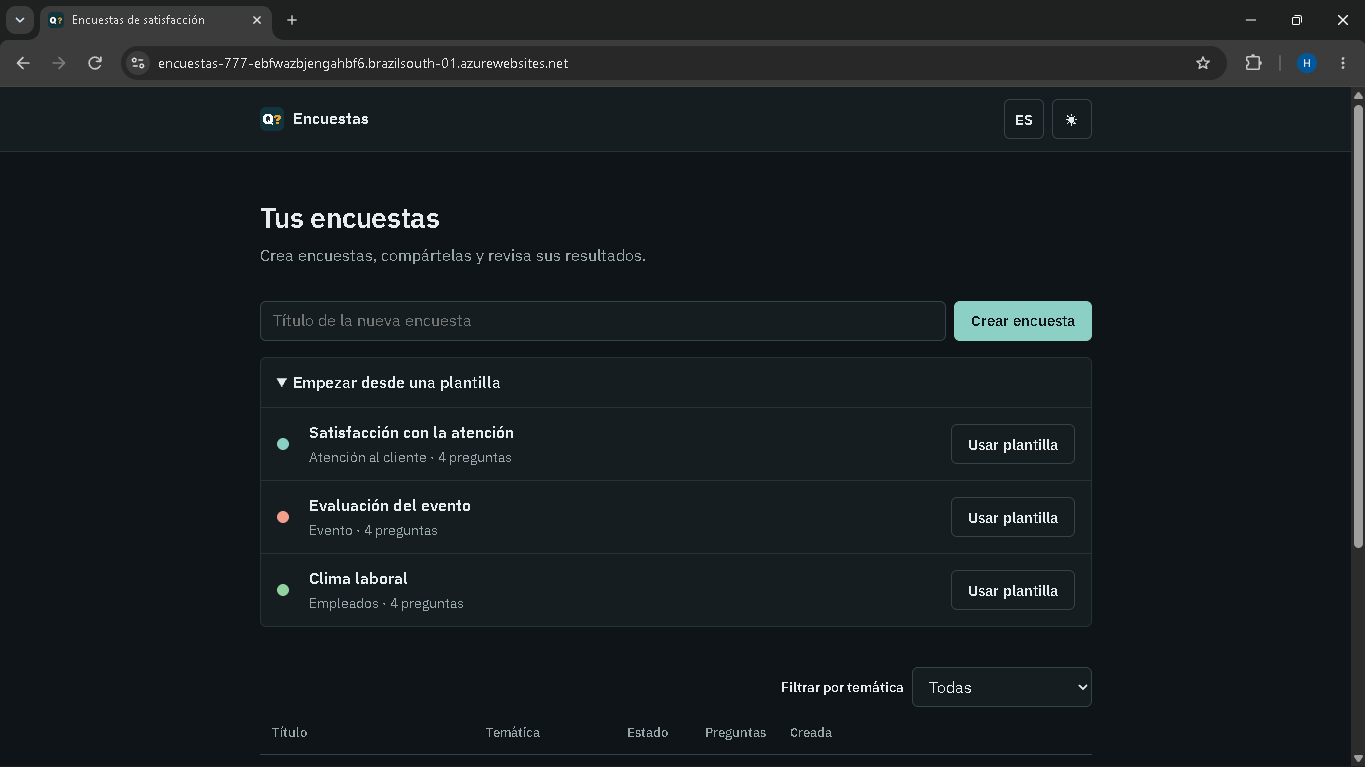 Q? Encuestas de satisfacción
encuestas-777-ebfwazbjengahbf6.brazilsouth-01.azurewebsites.net
H
Q? Encuestas
ES
Tus encuestas
Crea encuestas, compártelas y revisa sus resultados.
Título de la nueva encuesta
Crear encuesta
▼ Empezar desde una plantilla
Satisfacción con la atención
Atención al cliente · 4 preguntas
Usar plantilla
Evaluación del evento
Evento · 4 preguntas
Usar plantilla
Clima laboral
Empleados · 4 preguntas
Usar plantilla
Filtrar por temática Todas
Título Temática Estado Preguntas Creada